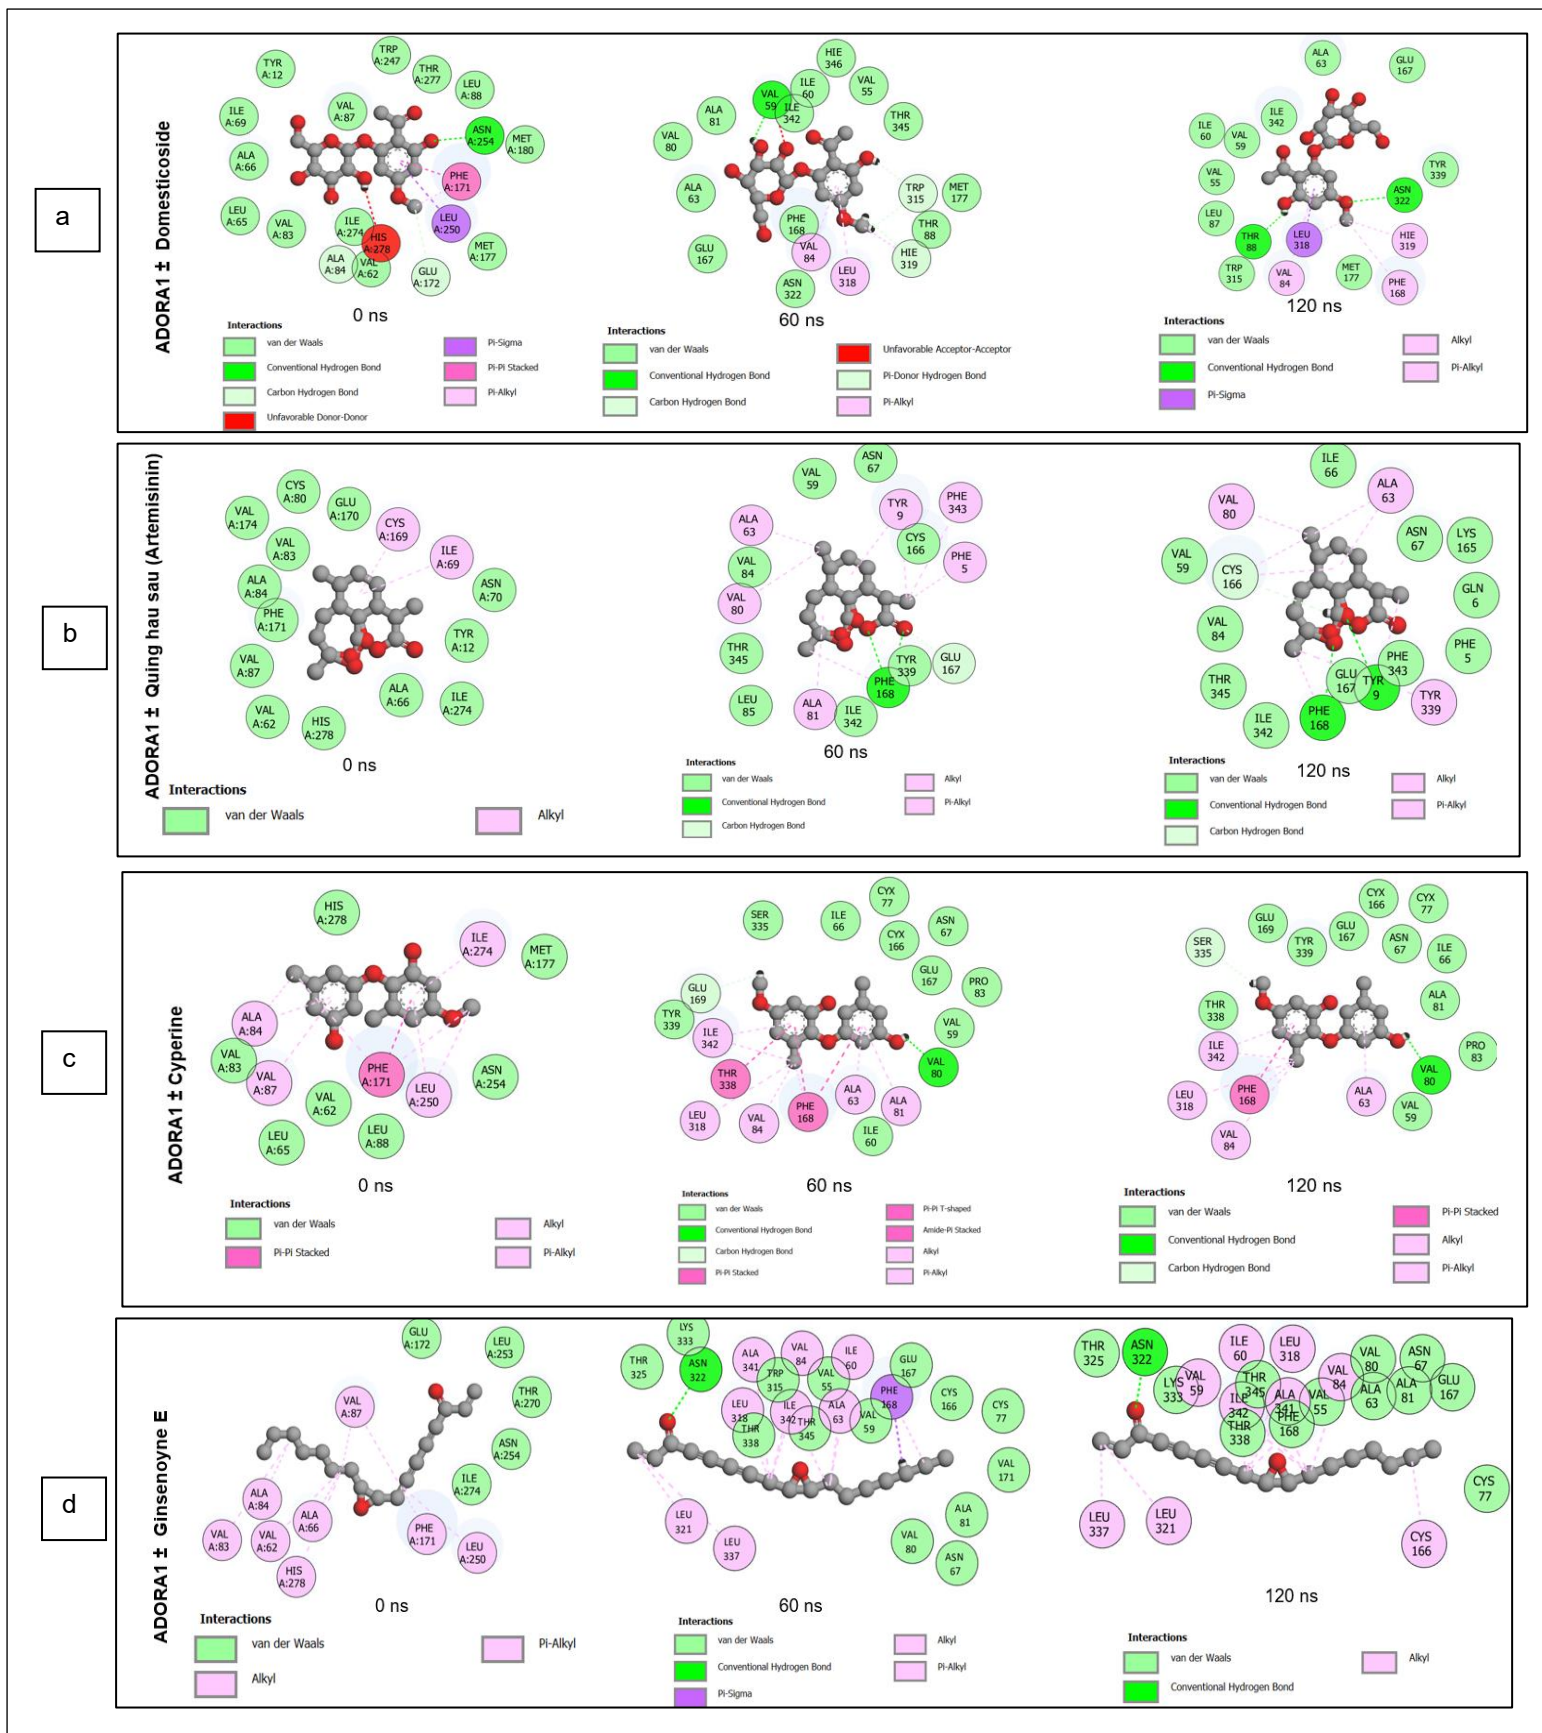 a
ADORA1 ± Domesticoside
TYR
A:12
TRP
A:247
THR
A:277
LEU
A:88
ILE
A:69
VAL
A:87
ASN
A:254
MET
A:180
ALA
A:66
PHE
A:171
LEU
A:65
VAL
A:83
ILE
A:274
HIS
A:278
LEU
A:250
MET
A:177
ALA
A:84
VAL
A:62
GLU
A:172
0 ns
Interactions
van der Waals
Conventional Hydrogen Bond
Carbon Hydrogen Bond
Unfavorable Donor-Donor
Pi-Sigma
Pi-Pi Stacked
Pi-Alkyl
HIE
346
VAL
59
ILE
60
ILE
342
VAL
55
ALA
81
THR
345
VAL
80
ALA
63
TRP
315
MET
177
PHE
168
THR
88
GLU
167
VAL
84
HIE
319
LEU
318
ASN
322
60 ns
Interactions
van der Waals
Conventional Hydrogen Bond
Carbon Hydrogen Bond
Unfavorable Acceptor-Acceptor
Pi-Donor Hydrogen Bond
Pi-Alkyl
ALA
63
GLU
167
ILE
342
ILE
60
VAL
59
VAL
55
TYR
339
ASN
322
LEU
87
THR
88
LEU
318
HIE
319
TRP
315
VAL
84
MET
177
PHE
168
120 ns
Interactions
van der Waals
Conventional Hydrogen Bond
Pi-Sigma
Alkyl
Pi-Alkyl
b
ADORA1 ± Quing hau sau (Artemisinin)
CYS
A:80
VAL
A:174
GLU
A:170
CYS
A:169
VAL
A:83
ILE
A:69
ALA
A:84
PHE
A:171
ASN
A:70
TYR
A:12
VAL
A:87
ALA
A:66
ILE
A:274
VAL
A:62
HIS
A:278
0 ns
Interactions
van der Waals
Alkyl
VAL
59
ASN
67
ALA
63
TYR
9
PHE
343
CYS
166
VAL
84
PHE
5
VAL
80
THR
345
TYR
339
GLU
167
PHE
168
LEU
85
ALA
81
ILE
342
60 ns
Interactions
van der Waals
Conventional Hydrogen Bond
Carbon Hydrogen Bond
Alkyl
Pi-Alkyl
ILE
66
VAL
80
ALA
63
ASN
67
LYS
165
VAL
59
CYS
166
GLN
6
VAL
84
PHE
5
PHE
343
THR
345
GLU
167
TYR
9
TYR
339
ILE
342
PHE
168
120 ns
Interactions
van der Waals
Conventional Hydrogen Bond
Carbon Hydrogen Bond
Alkyl
Pi-Alkyl
c
ADORA1 ± Cyperine
HIS
A:278
ILE
A:274
MET
A:177
ALA
A:84
VAL
A:83
VAL
A:87
PHE
A:171
LEU
A:250
ASN
A:254
VAL
A:62
LEU
A:65
LEU
A:88
0 ns
Interactions
van der Waals
Pi-Pi Stacked
Alkyl
Pi-Alkyl
CYX
77
SER
335
ILE
66
ASN
67
CYX
166
GLU
167
PRO
83
GLU
169
TYR
339
ILE
342
VAL
59
VAL
80
THR
338
LEU
318
VAL
84
PHE
168
ALA
63
ALA
81
ILE
60
60 ns
Interactions
van der Waals
Conventional Hydrogen Bond
Carbon Hydrogen Bond
Pi-Pi Stacked
Pi-Pi T-shaped
Amide-Pi Stacked
Alkyl
Pi-Alkyl
CYX
166
CYX
77
GLU
169
SER
335
TYR
339
GLU
167
ASN
67
ILE
66
THR
338
ALA
81
ILE
342
PRO
83
VAL
80
LEU
318
PHE
168
ALA
63
VAL
59
VAL
84
120 ns
Interactions
van der Waals
Conventional Hydrogen Bond
Carbon Hydrogen Bond
Pi-Pi Stacked
Alkyl
Pi-Alkyl
d
ADORA1 ± Ginsenoyne E
GLU
A:172
LEU
A:253
VAL
A:87
THR
A:270
ASN
A:254
ILE
A:274
ALA
A:84
ALA
A:66
VAL
A:83
VAL
A:62
PHE
A:171
LEU
A:250
HIS
A:278
0 ns
Interactions
van der Waals
Alkyl
Pi-Alkyl
LYS
333
THR
325
ASN
322
ALA
341
VAL
84
ILE
60
TRP
315
VAL
55
GLU
167
PHE
168
CYS
166
LEU
318
ILE
342
ALA
63
VAL
59
CYS
77
THR
338
THR
345
VAL
171
LEU
321
LEU
337
ALA
81
VAL
80
ASN
67
60 ns
Interactions
van der Waals
Conventional Hydrogen Bond
Pi-Sigma
Alkyl
Pi-Alkyl
THR
325
ASN
322
ILE
60
LEU
318
VAL
80
ASN
67
LYS
333
VAL
59
THR
345
VAL
84
ALA
63
ALA
81
GLU
167
ILE
342
ALA
341
VAL
55
THR
338
PHE
168
CYS
77
LEU
337
LEU
321
CYS
166
120 ns
Interactions
van der Waals
Conventional Hydrogen Bond
Alkyl